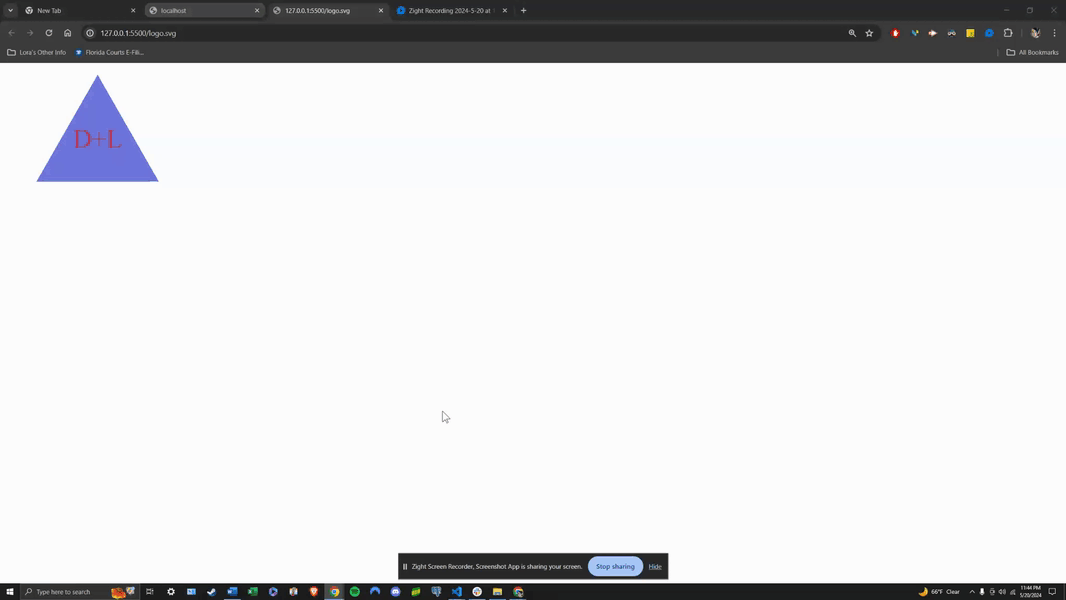 New Tab
localhost
127.0.0.1:5500/logo.svg
Zight Recording 2024-5-20 at
127.0.0.1:5500/logo.svg
Lora's Other Info
Florida Courts E-Fili...
All Bookmarks
D+L
Zight Screen Recorder, Screenshot App is sharing your screen.
Stop sharing
Hide
Type here to search
66°F Clear
11:44 PM
5/20/2024